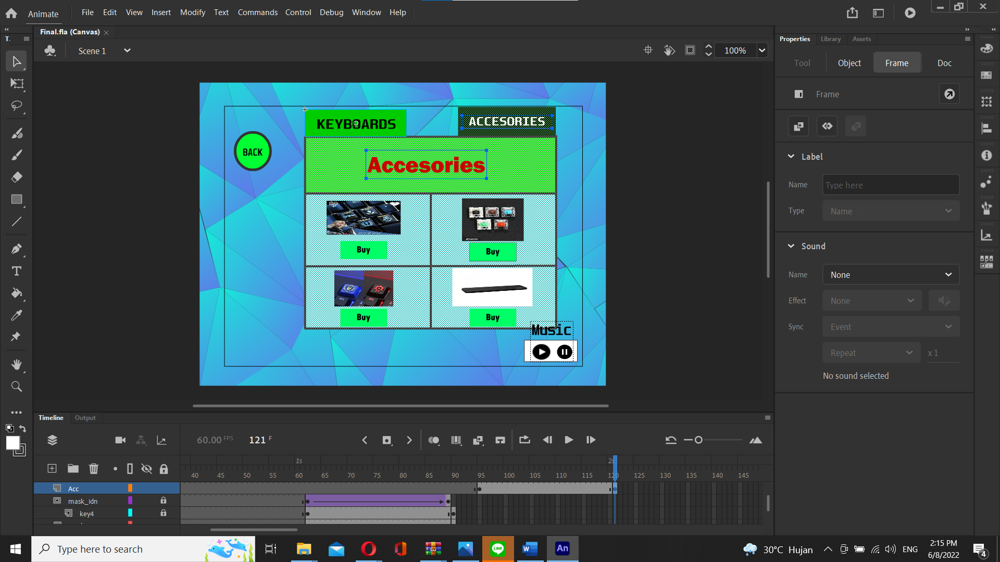 Animate File Edit View Insert Modify Text Commands Control Debug Window Help
Final.fla (Canvas)
T.
Scene 1
100%
KEYBOARDS
ACCESORIES
BACK
Accesories
Buy
Buy
Buy
Buy
Music
Properties Library Assets
Tool Object Frame Doc
Frame
Label
Name Type here
Type Name
Sound
Name None
Effect None
Sync Event
Repeat x 1
No sound selected
Timeline Output
60.00 FPS 121 F
1s 2s
40 45 50 55 60 65 70 75 80 85 90 95 100 105 110 115 120 125 130 135 140 145
Acc
mask_idn
key4
Type here to search
LINE
W
An
30°C Hujan
ENG
2:15 PM
6/8/2022
4